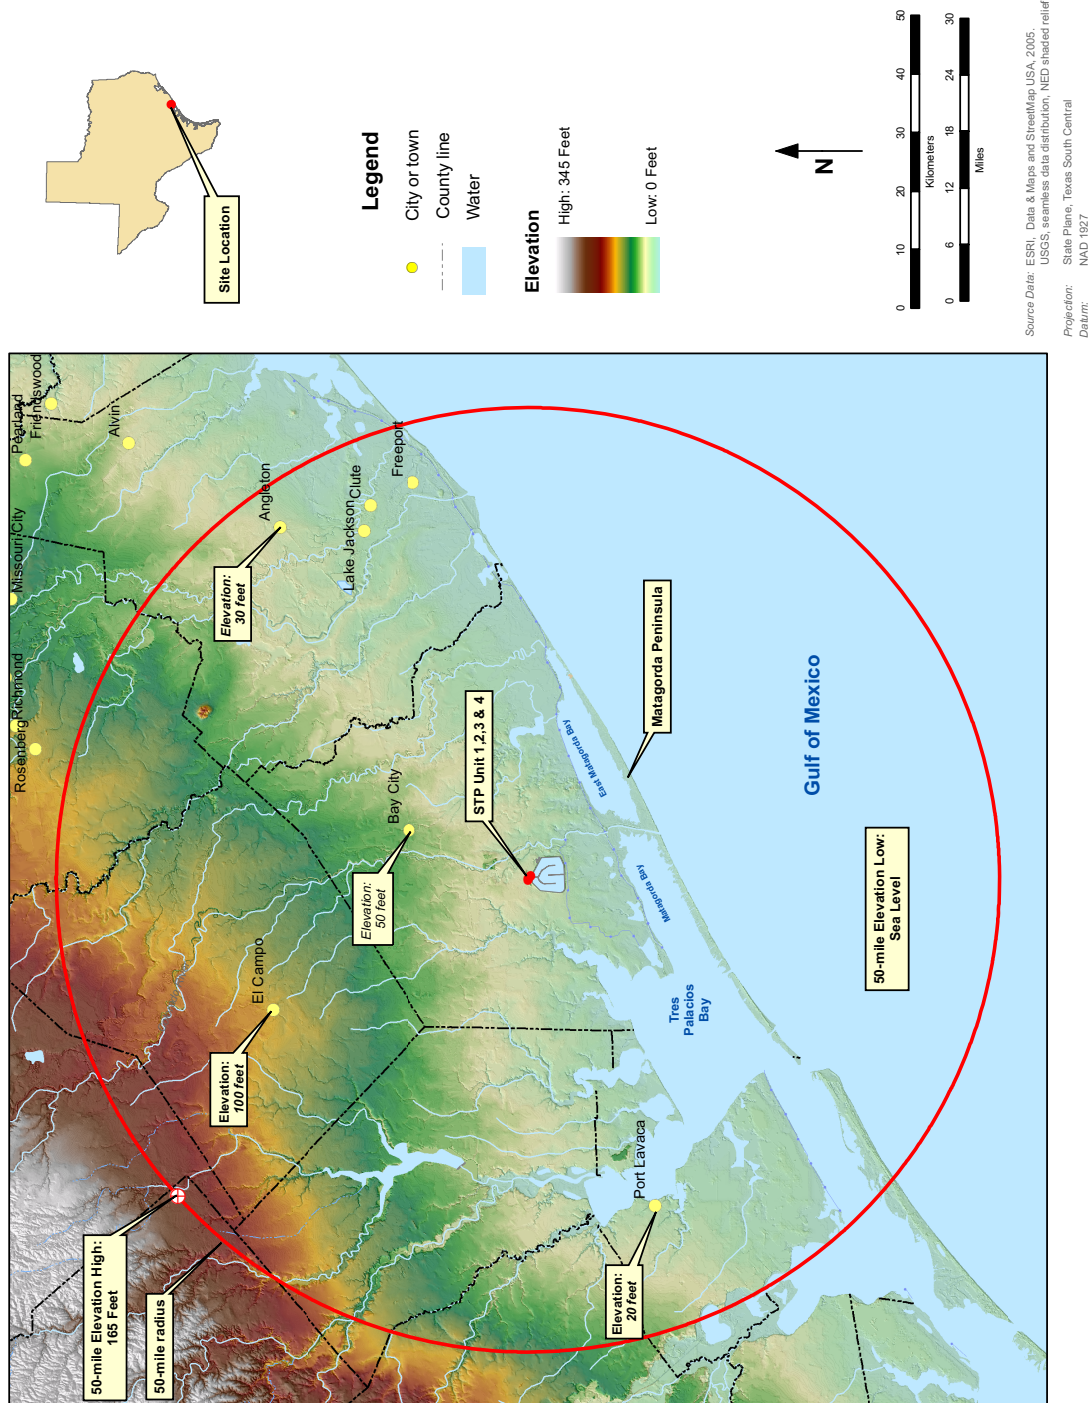 Site Location
Legend
City or town
County line
Water
Elevation
High: 345 Feet
Low: 0 Feet
N
0
10
20
30
40
50
Kilometers
0
6
12
18
24
30
Miles
Source Data: ESRI, Data & Maps and StreetMap USA, 2005.
USGS, seamless data distribution, NED shaded relief
Projection: State Plane, Texas South Central
Datum: NAD 1927
Rosenberg
Richmond
Missouri City
Pearland
Friendswood
Alvin
Angleton
Elevation:
30 feet
Lake Jackson
Clute
Freeport
Bay City
Elevation:
50 feet
El Campo
Elevation:
100 feet
50-mile Elevation High:
165 Feet
50-mile radius
STP Unit 1,2,3 & 4
East Matagorda Bay
Matagorda Peninsula
Matagorda Bay
Tres
Palacios
Bay
Port Lavaca
Elevation:
20 feet
Gulf of Mexico
50-mile Elevation Low:
Sea Level